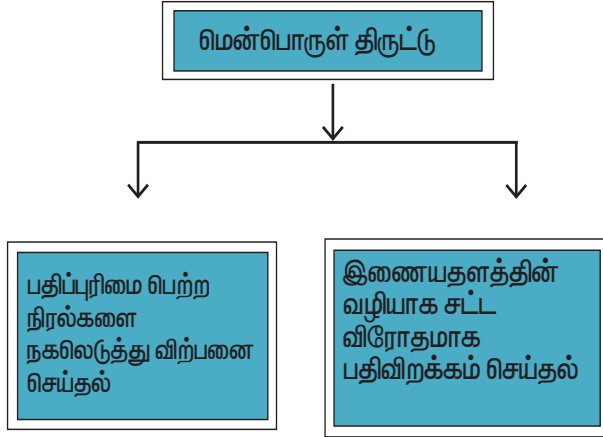 மென்பொருள் திருட்டு
பதிப்புரிமை பெற்ற
நிரல்களை
நகலெடுத்து விற்பனை
செய்தல்
இணையதளத்தின்
வழியாக சட்ட
விரோதமாக
பதிவிறக்கம் செய்தல்